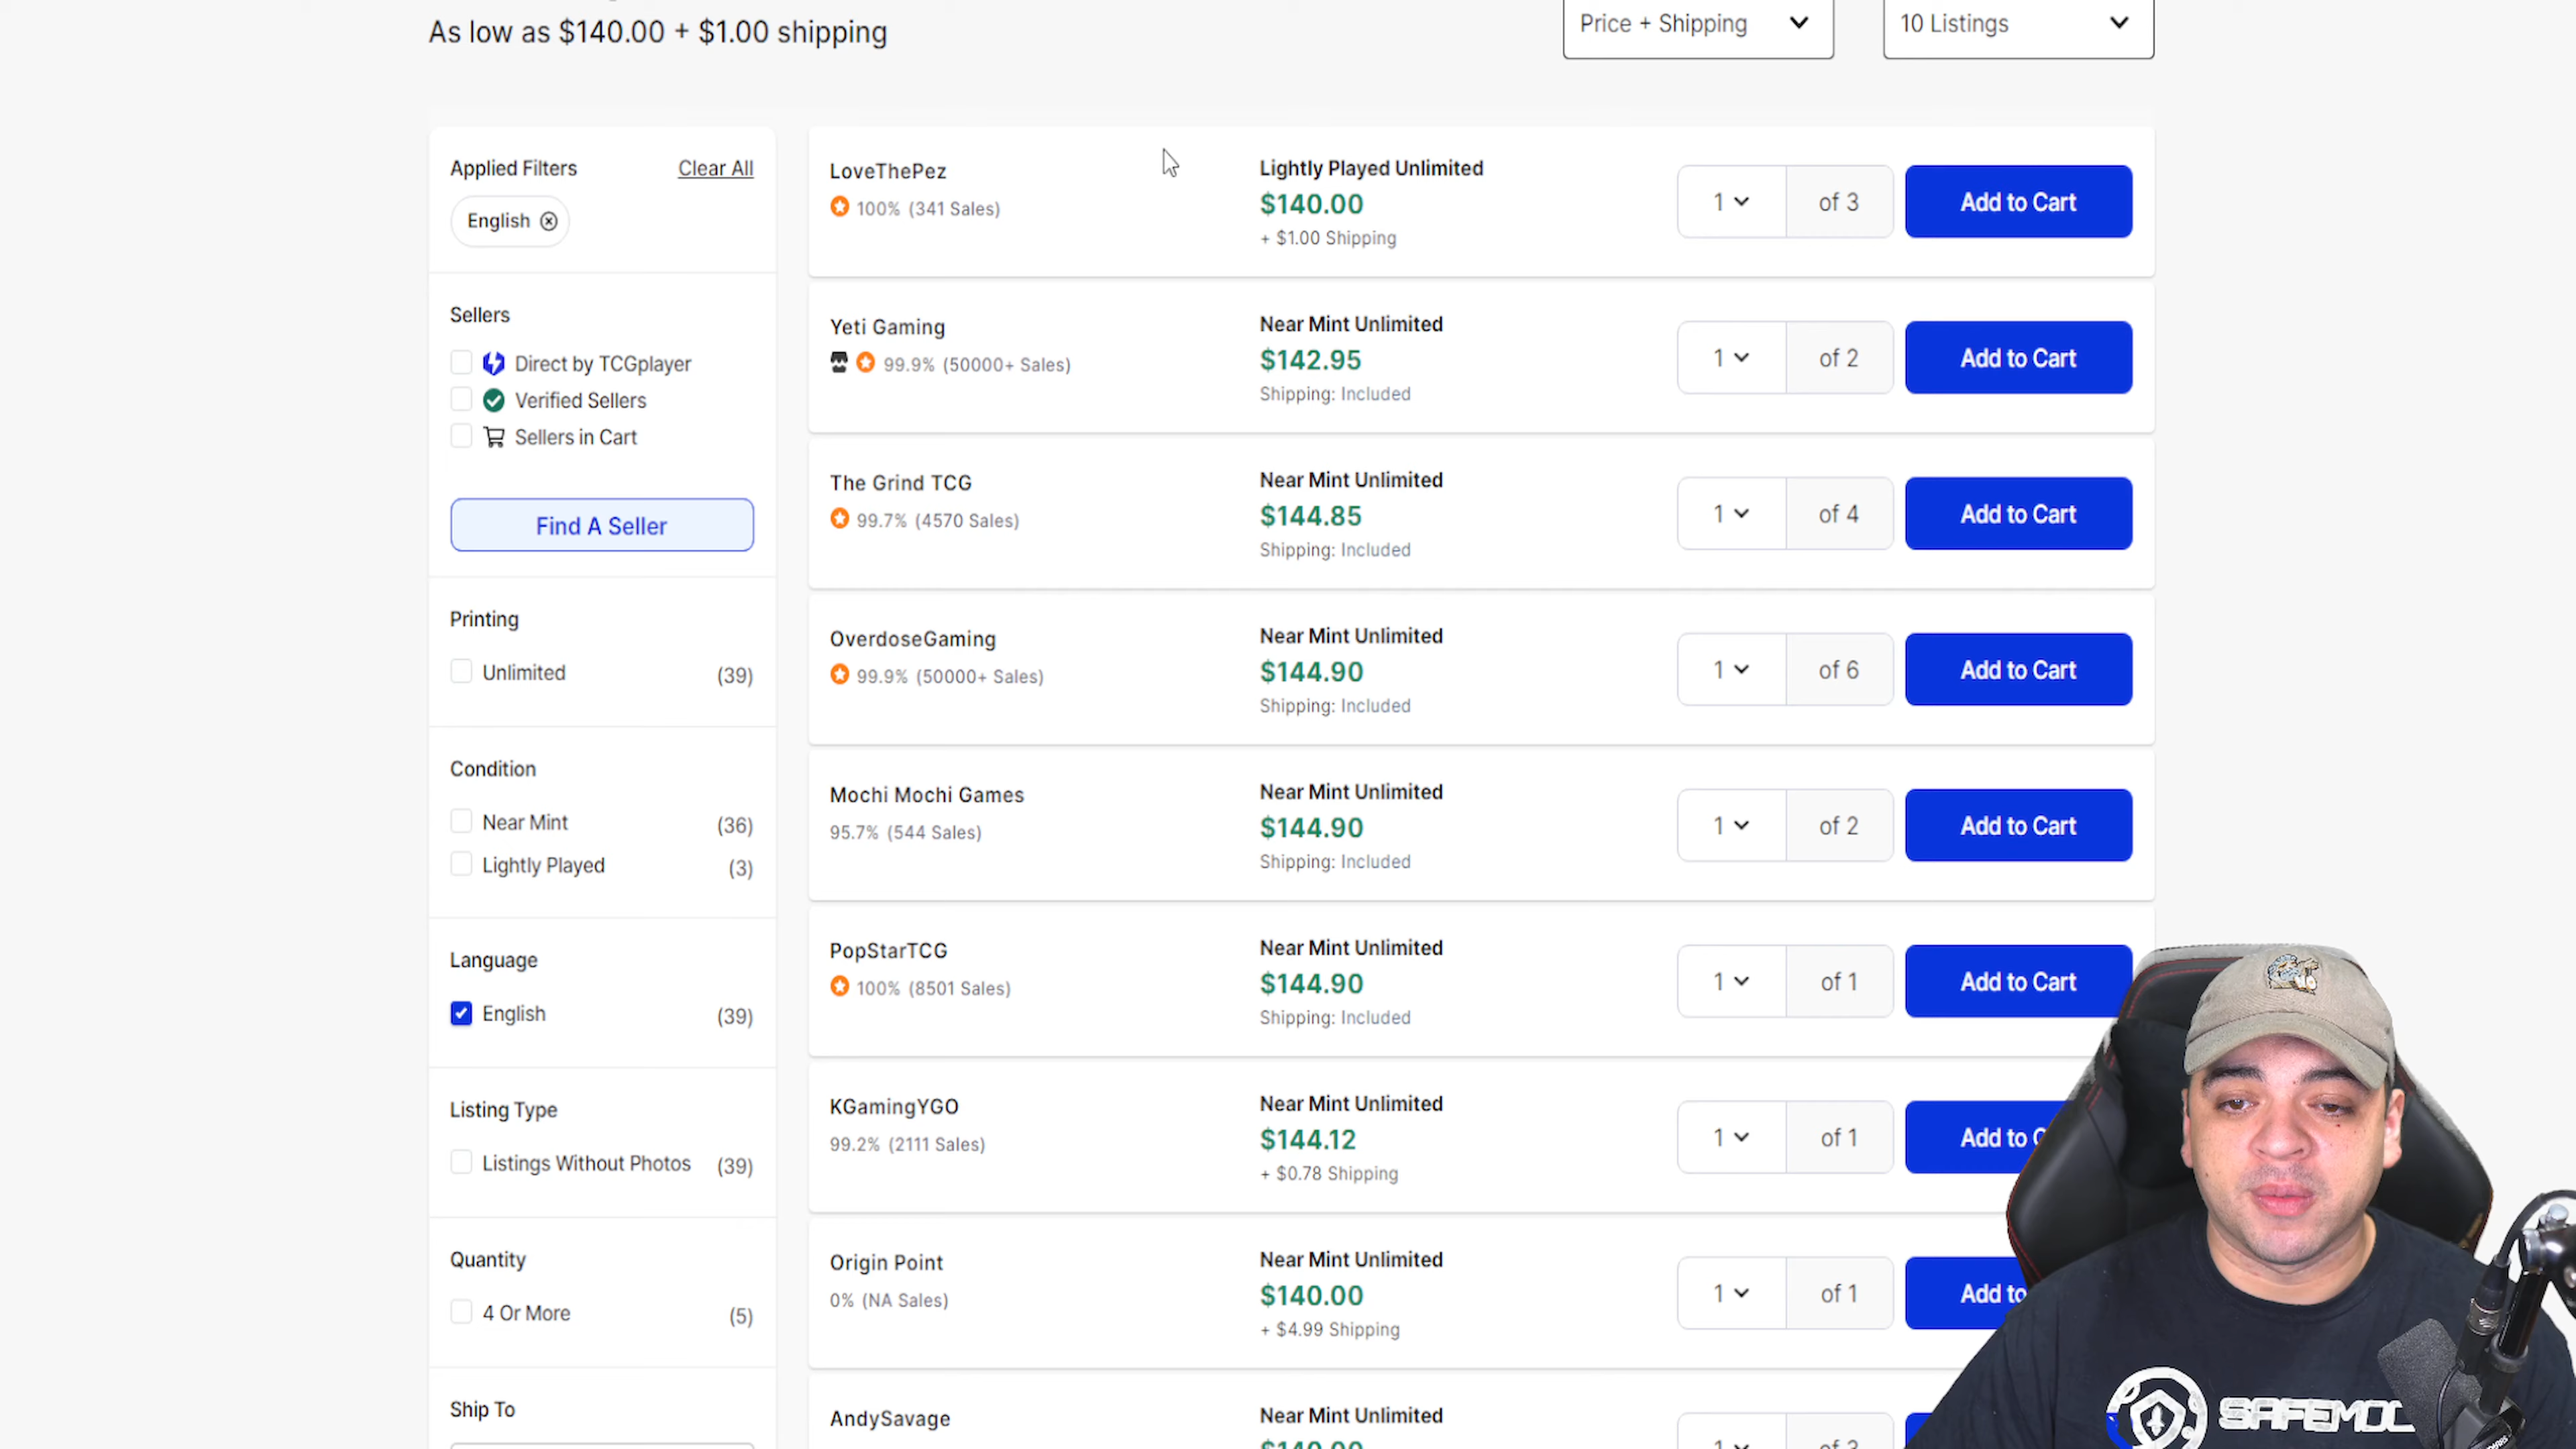 As low as $140.00 + $1.00 shipping
Price + Shipping
10 Listings
Applied Filters
Clear All
English
Sellers
Direct by TCGplayer
Verified Sellers
Sellers in Cart
Find A Seller
Printing
Unlimited (39)
Condition
Near Mint (36)
Lightly Played (3)
Language
English (39)
Listing Type
Listings Without Photos (39)
Quantity
4 Or More (5)
Ship To
LoveThePez
100% (341 Sales)
Lightly Played Unlimited
$140.00
+ $1.00 Shipping
1 of 3
Add to Cart
Yeti Gaming
99.9% (50000+ Sales)
Near Mint Unlimited
$142.95
Shipping: Included
1 of 2
Add to Cart
The Grind TCG
99.7% (4570 Sales)
Near Mint Unlimited
$144.85
Shipping: Included
1 of 4
Add to Cart
OverdoseGaming
99.9% (50000+ Sales)
Near Mint Unlimited
$144.90
Shipping: Included
1 of 6
Add to Cart
Mochi Mochi Games
95.7% (544 Sales)
Near Mint Unlimited
$144.90
Shipping: Included
1 of 2
Add to Cart
PopStarTCG
100% (8501 Sales)
Near Mint Unlimited
$144.90
Shipping: Included
1 of 1
Add to Cart
KGamingYGO
99.2% (2111 Sales)
Near Mint Unlimited
$144.12
+ $0.78 Shipping
1 of 1
Add to C
Origin Point
0% (NA Sales)
Near Mint Unlimited
$140.00
+ $4.99 Shipping
1 of 1
Add to
AndySavage
Near Mint Unlimited
$140.00
SAFEMOO